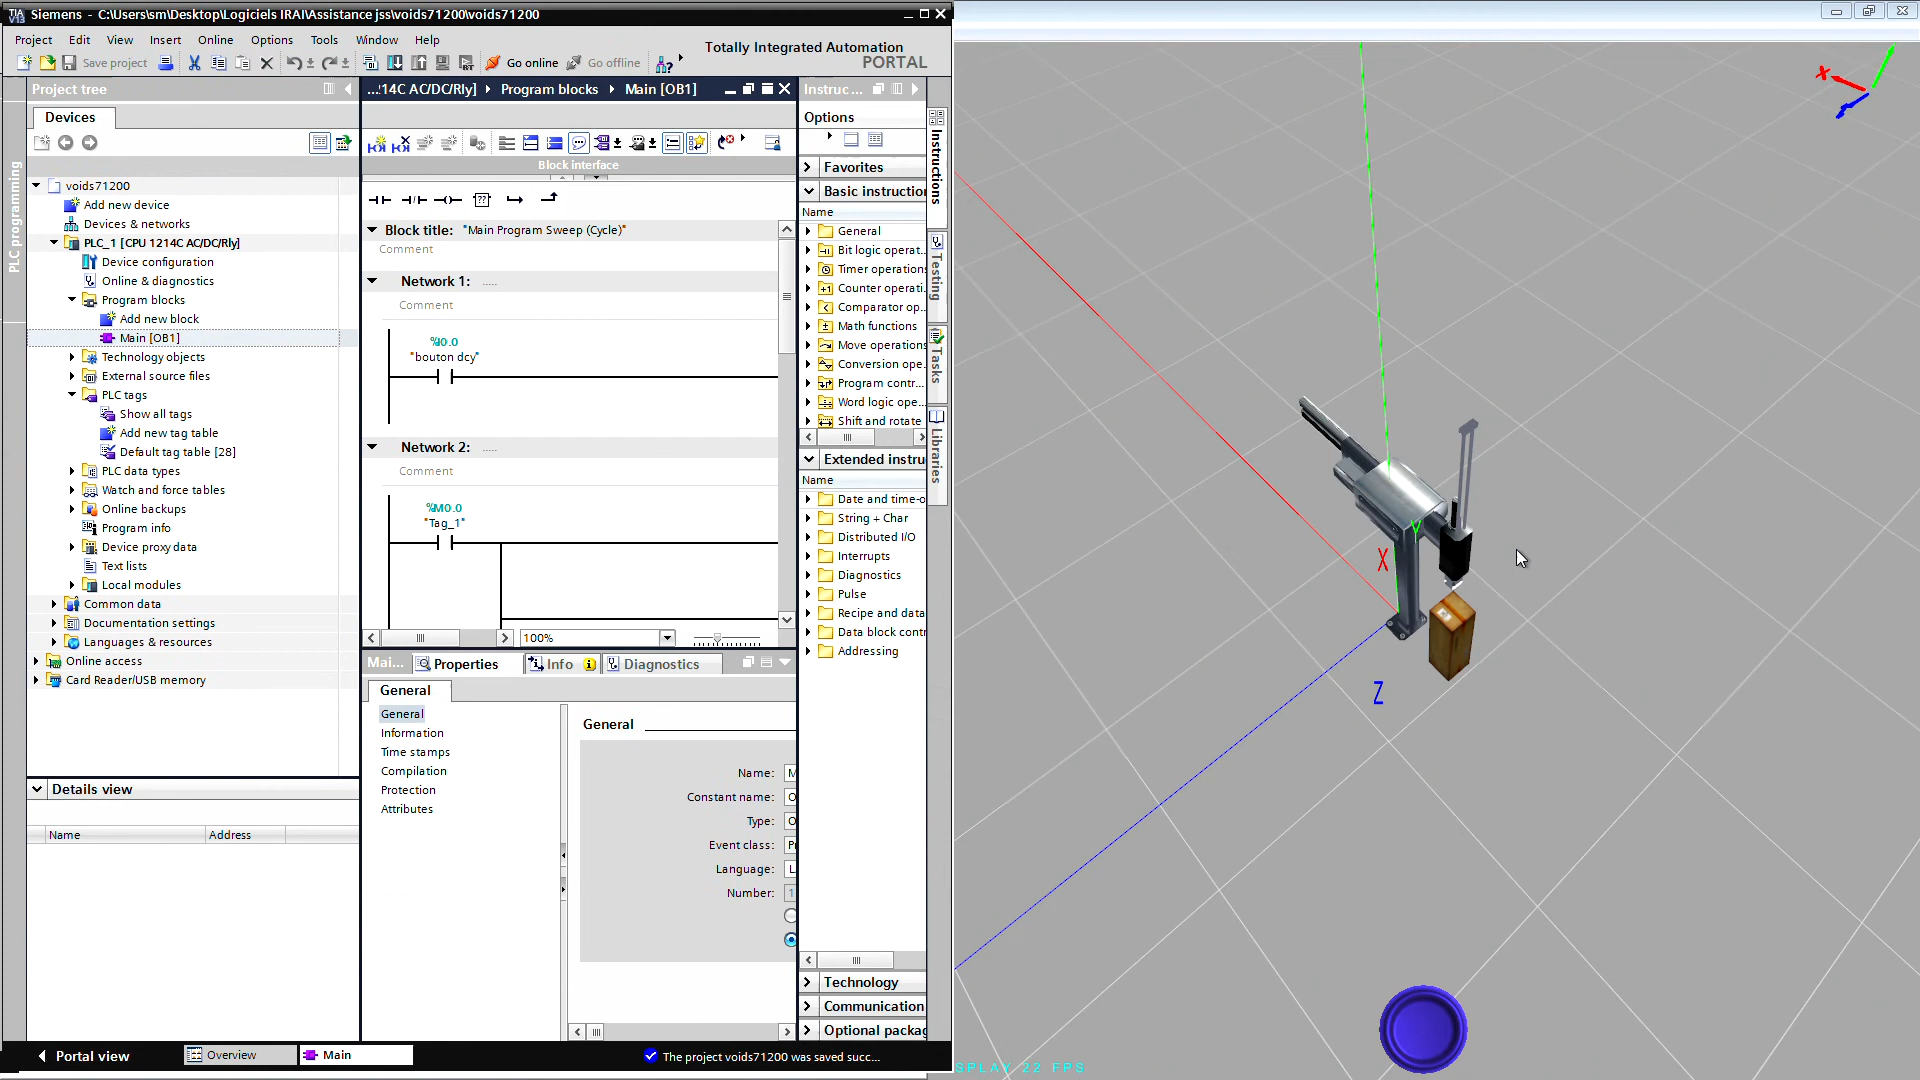 Siemens - C:\Users\sm\Desktop\Logiciels IRAI\Assistance jss\voids71200\voids71200
Project Edit View Insert Online Options Tools Window Help
Totally Integrated Automation
PORTAL
Save project Go online Go offline
Project tree
...14C AC/DC/Rly] Program blocks Main [OB1]
Instruc...
Devices
Options
Block interface
Favorites
Basic instruction
Name
General
Bit logic operat...
Timer operation
Counter operati.
Comparator op...
Math functions
Move operations
Conversion ope...
Program contr...
Word logic ope...
Shift and rotate
Extended instru
Name
Date and time-o
String + Char
Distributed I/O
Interrupts
Diagnostics
Pulse
Recipe and data
Data block contr
Addressing
Technology
Communication
Optional packag
Instructions
Testing
Tasks
Libraries
PLC programming
voids71200
Add new device
Devices & networks
PLC_1 [CPU 1214C AC/DC/Rly]
Device configuration
Online & diagnostics
Program blocks
Add new block
Main [OB1]
Technology objects
External source files
PLC tags
Show all tags
Add new tag table
Default tag table [28]
PLC data types
Watch and force tables
Online backups
Program info
Device proxy data
Text lists
Local modules
Common data
Documentation settings
Languages & resources
Online access
Card Reader/USB memory
Details view
Name Address
??
Block title: "Main Program Sweep (Cycle)"
Comment
Network 1: .....
Comment
%I0.0
"bouton dcy"
Network 2: .....
Comment
%M0.0
"Tag_1"
100%
Mai... Properties Info Diagnostics
General
General
Information
Time stamps
Compilation
Protection
Attributes
General
Name: M
Constant name: O
Type: O
Event class: P
Language: L
Number: 1
Portal view Overview Main The project voids71200 was saved succ...
X
Y
X
Z
SPLAY 22 FPS